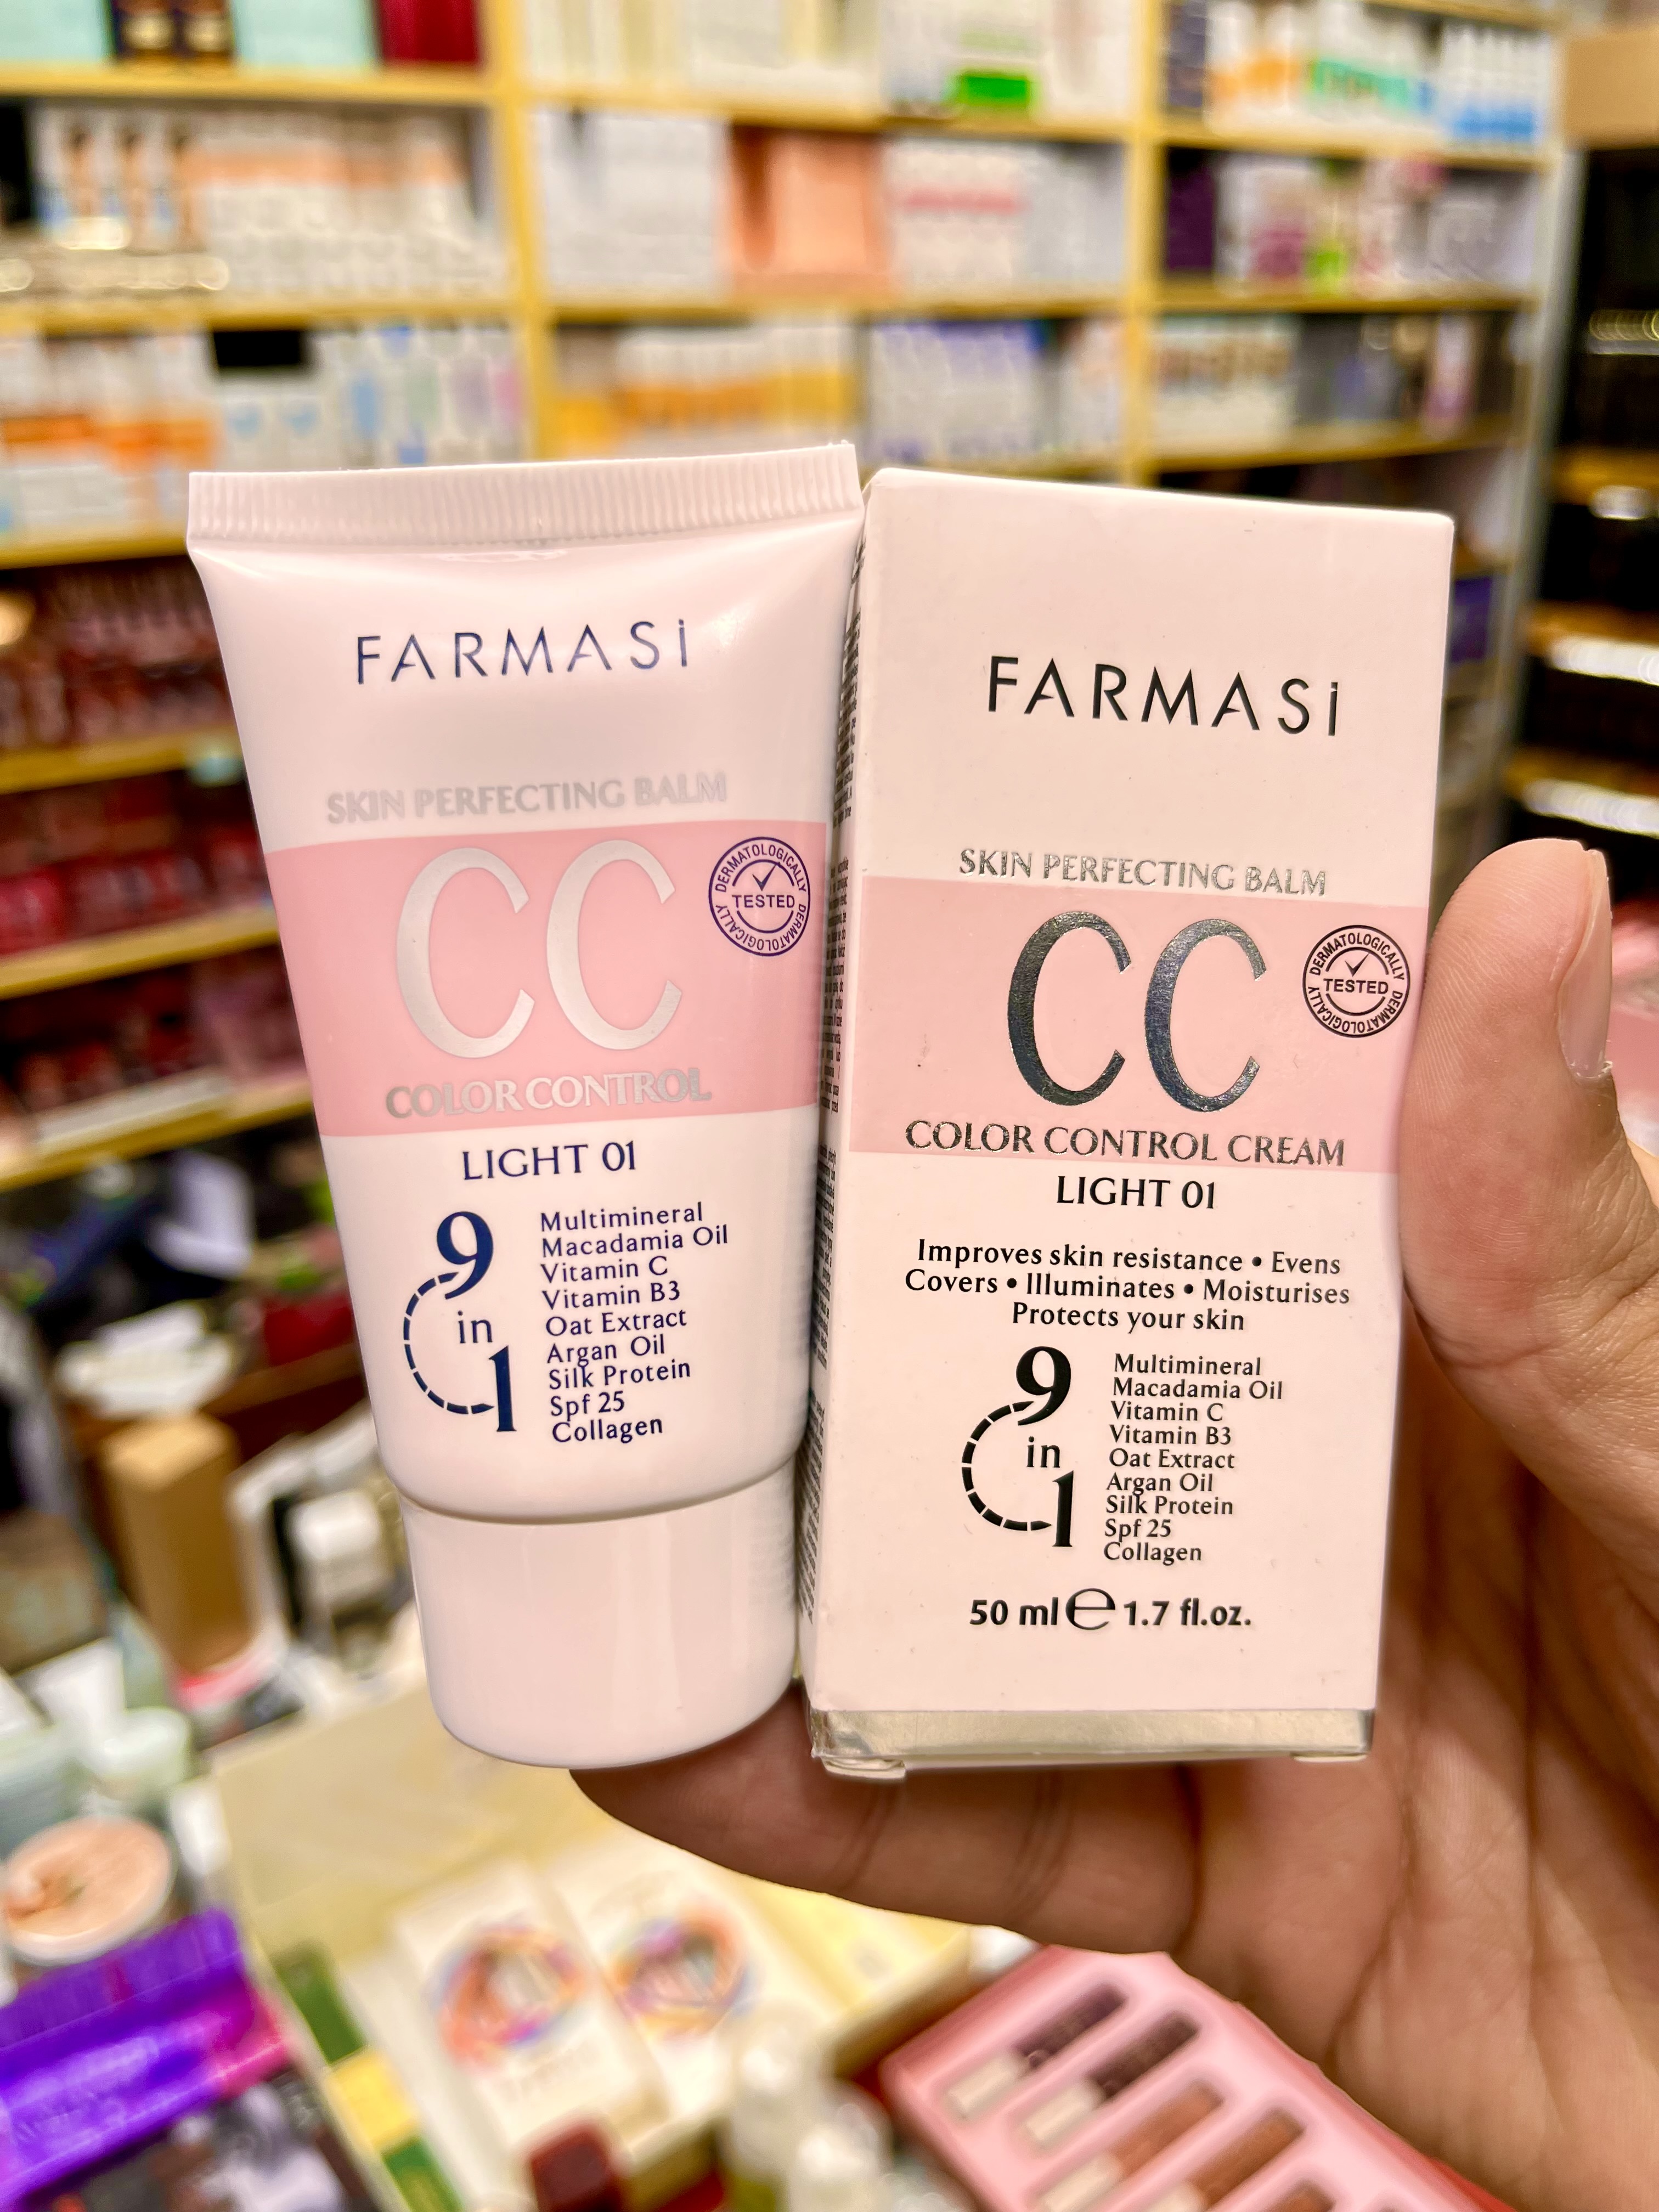 FARMASİ
SKIN PERFECTING BALM
CC
DERMATOLOGICALLY
TESTED
DERMATOLOGICALLY
COLOR CONTROL
LIGHT 01
9 in 1
Multimineral
Macadamia Oil
Vitamin C
Vitamin B3
Oat Extract
Argan Oil
Silk Protein
Spf 25
Collagen
FARMASİ
SKIN PERFECTING BALM
CC
DERMATOLOGICALLY
TESTED
DERMATOLOGICALLY
COLOR CONTROL CREAM
LIGHT 01
Improves skin resistance • Evens
Covers • Illuminates • Moisturises
Protects your skin
9 in 1
Multimineral
Macadamia Oil
Vitamin C
Vitamin B3
Oat Extract
Argan Oil
Silk Protein
Spf 25
Collagen
50 ml ℮ 1.7 fl.oz.